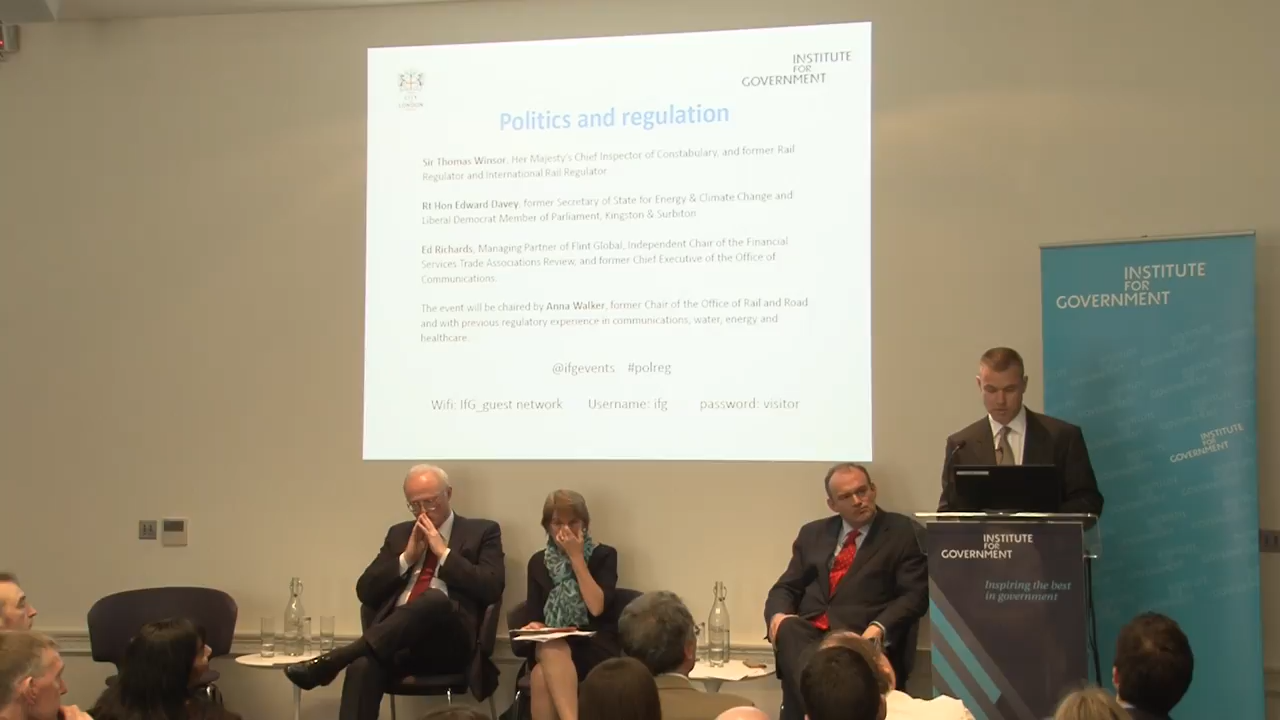 INSTITUTE
FOR
GOVERNMENT
LONDON
Politics and regulation
Sir Thomas Winsor, Her Majesty's Chief Inspector of Constabulary, and former Rail
Regulator and International Rail Regulator
Rt Hon Edward Davey, former Secretary of State for Energy & Climate Change and
Liberal Democrat Member of Parliament, Kingston & Surbiton
Ed Richards, Managing Partner of Flint Global, Independent Chair of the Financial
Services Trade Associations Review, and former Chief Executive of the Office of
Communications.
The event will be chaired by Anna Walker, former Chair of the Office of Rail and Road
and with previous regulatory experience in communications, water, energy and
healthcare.
@ifgevents #polreg
Wifi: IfG_guest network Username: ifg password: visitor
INSTITUTE
FOR
GOVERNMENT
INSTITUTE
FOR
GOVERNMENT
INSTITUTE
FOR
GOVERNMENT
Inspiring the best
in government